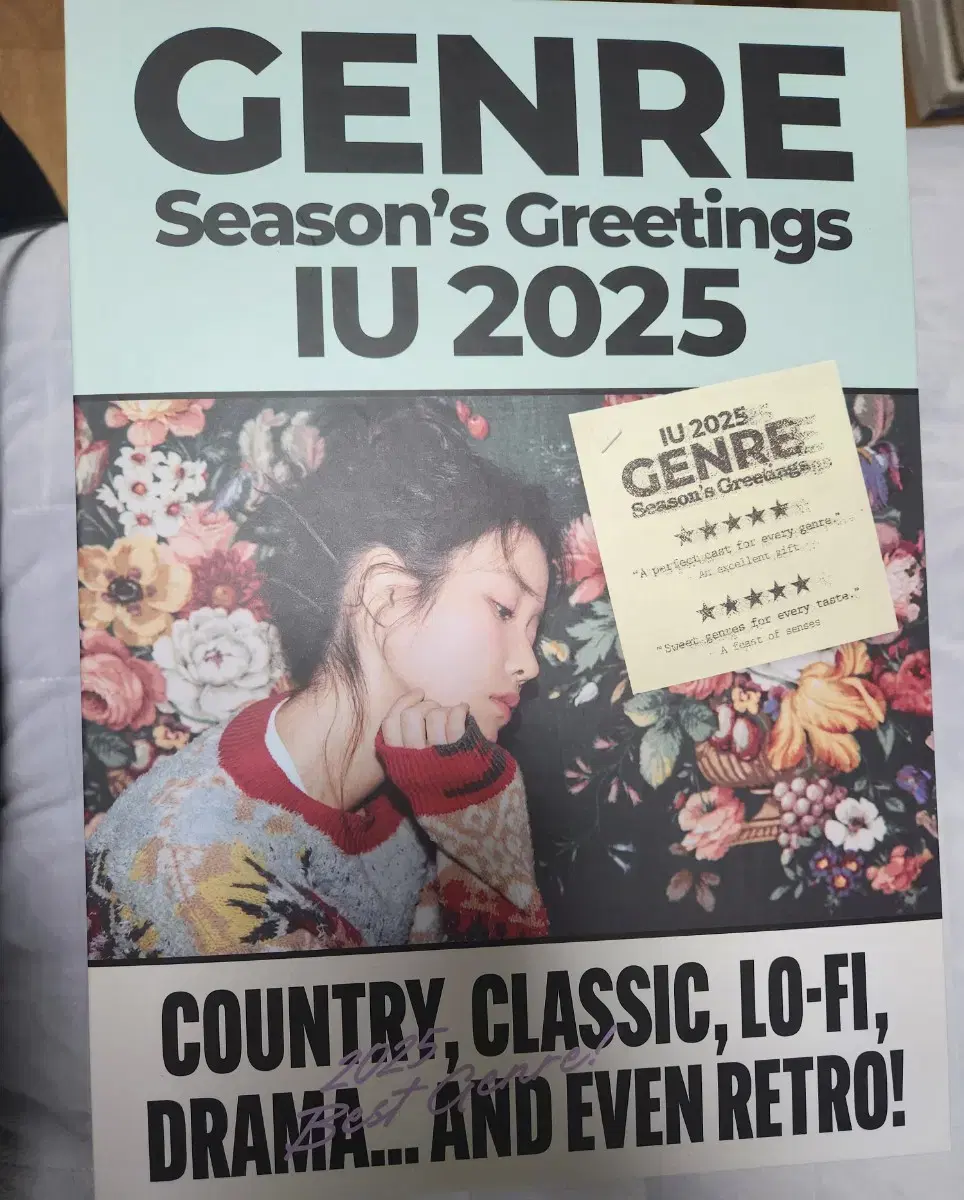 GENRE
Season's Greetings
IU 2025
IU 2025
GENRE
Season's Greetings
★★★★★
"A perfect cast for every genre."
An excellent gift
★★★★★
"Sweet genres for every taste."
A feast of senses
COUNTRY, CLASSIC, LO-FI,
DRAMA... AND EVEN RETRO!
2025
Best Genre!